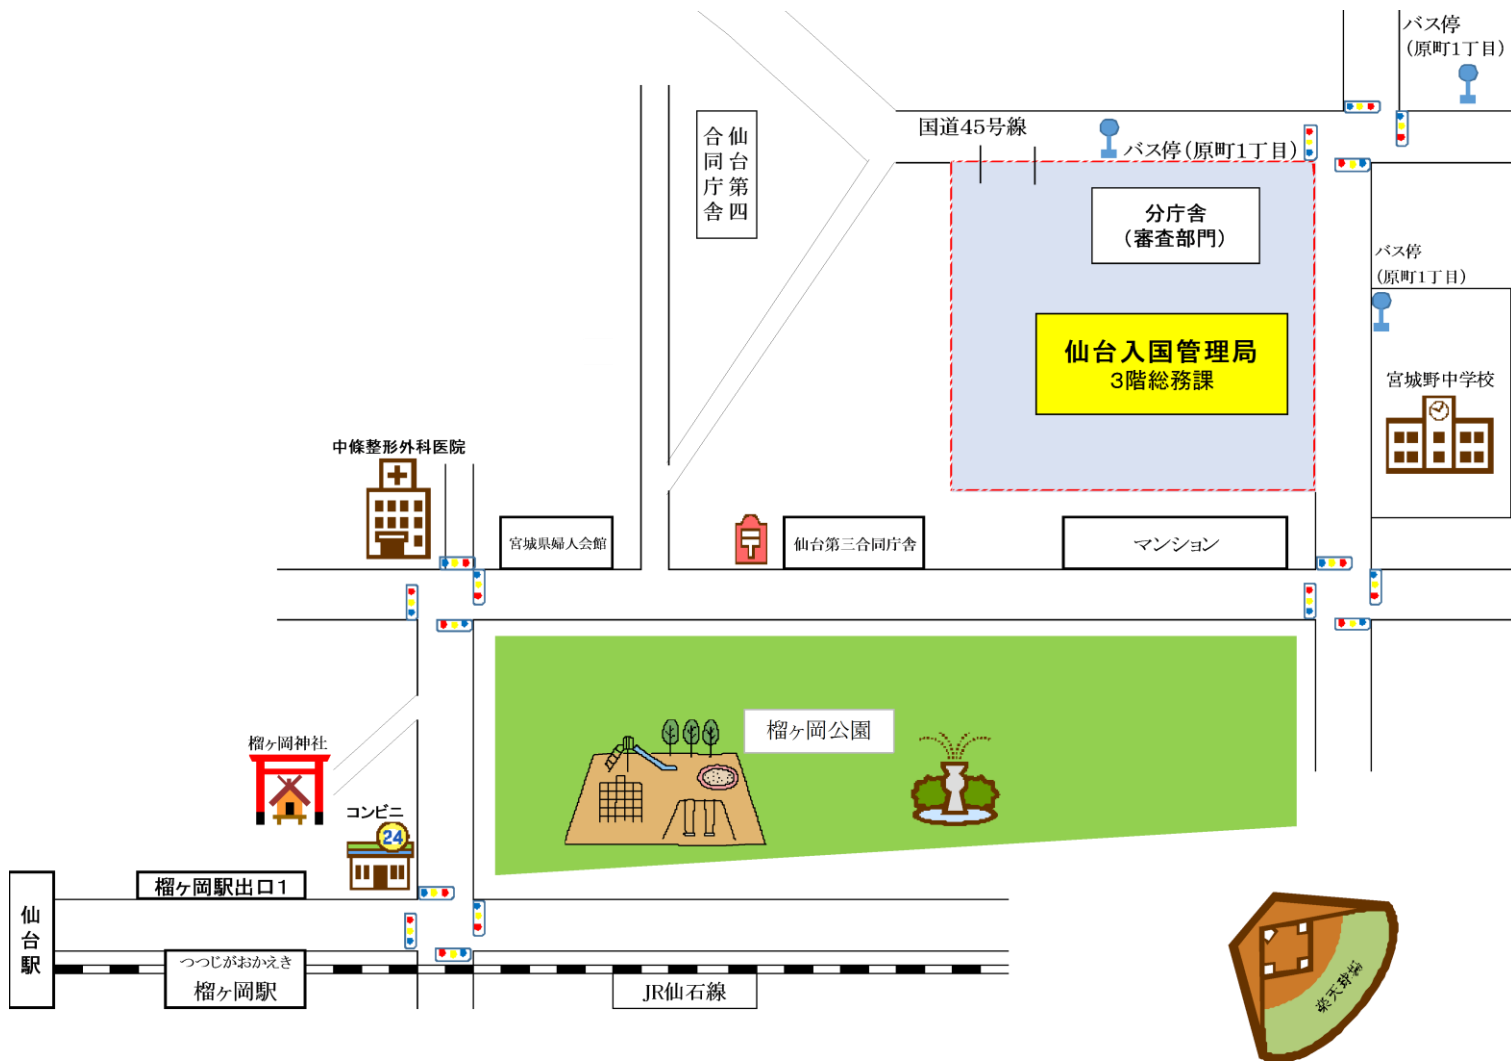 バス停
（原町1丁目）
仙台第四
合同庁舎
国道45号線
バス停（原町1丁目）
分庁舎
（審査部門）
バス停
（原町1丁目）
仙台入国管理局
3階総務課
宮城野中学校
中條整形外科医院
宮城県婦人会館
仙台第三合同庁舎
マンション
榴ヶ岡公園
榴ヶ岡神社
コンビニ
24
榴ヶ岡駅出口1
仙台駅
つつじがおかえき
榴ヶ岡駅
JR仙石線
楽天球場